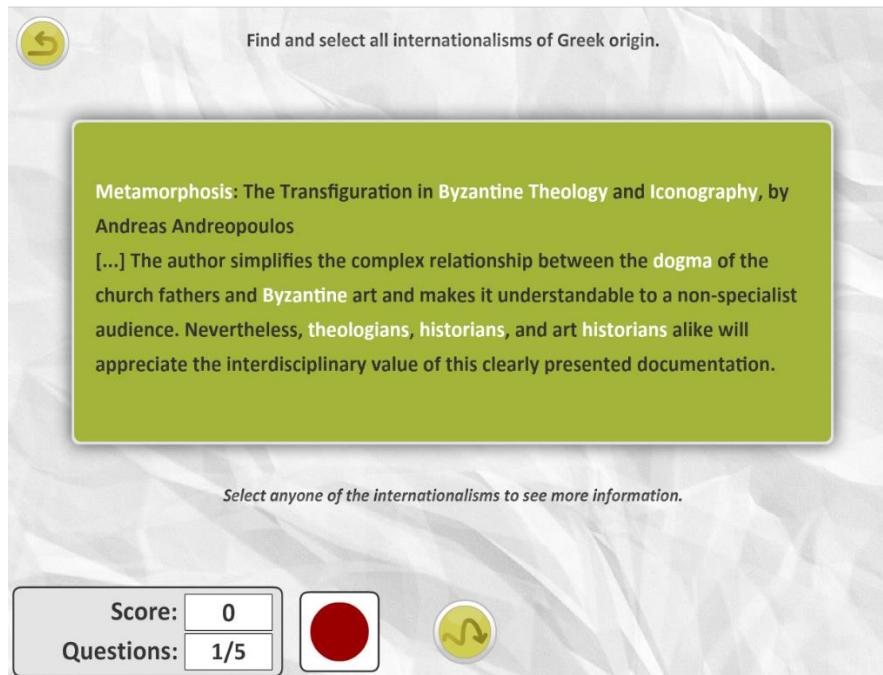 Find and select all internationalisms of Greek origin.
Metamorphosis: The Transfiguration in Byzantine Theology and Iconography, by
Andreas Andreopoulos
[...] The author simplifies the complex relationship between the dogma of the
church fathers and Byzantine art and makes it understandable to a non-specialist
audience. Nevertheless, theologians, historians, and art historians alike will
appreciate the interdisciplinary value of this clearly presented documentation.
Select anyone of the internationalisms to see more information.
Score: 0
Questions: 1/5